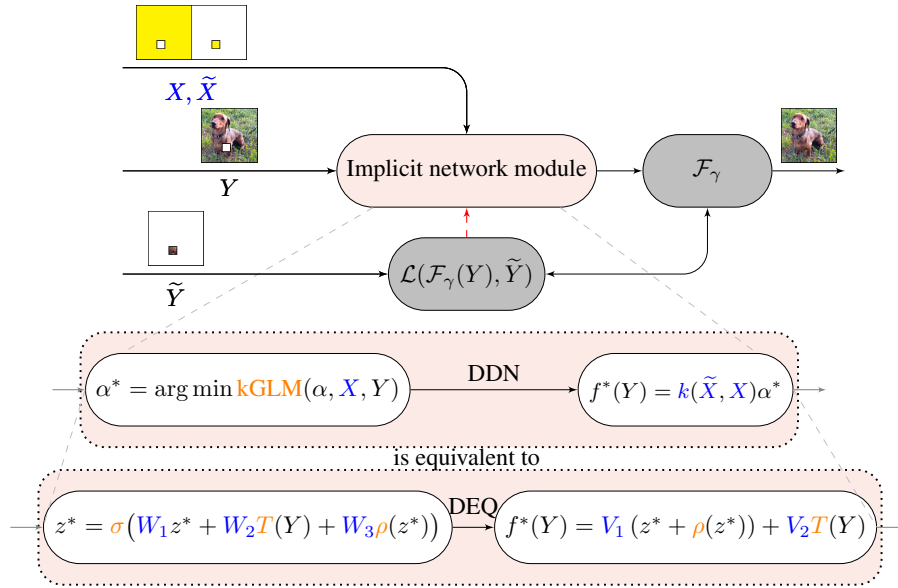 X, X̃
Y
Implicit network module
𝓕_γ
Ỹ
𝓛(𝓕_γ(Y), Ỹ)
α* = arg min kGLM(α, X, Y)
DDN
f*(Y) = k(X̃, X)α*
is equivalent to
z* = σ(W₁z* + W₂T(Y) + W₃ρ(z*))
DEQ
f*(Y) = V₁ (z* + ρ(z*)) + V₂T(Y)